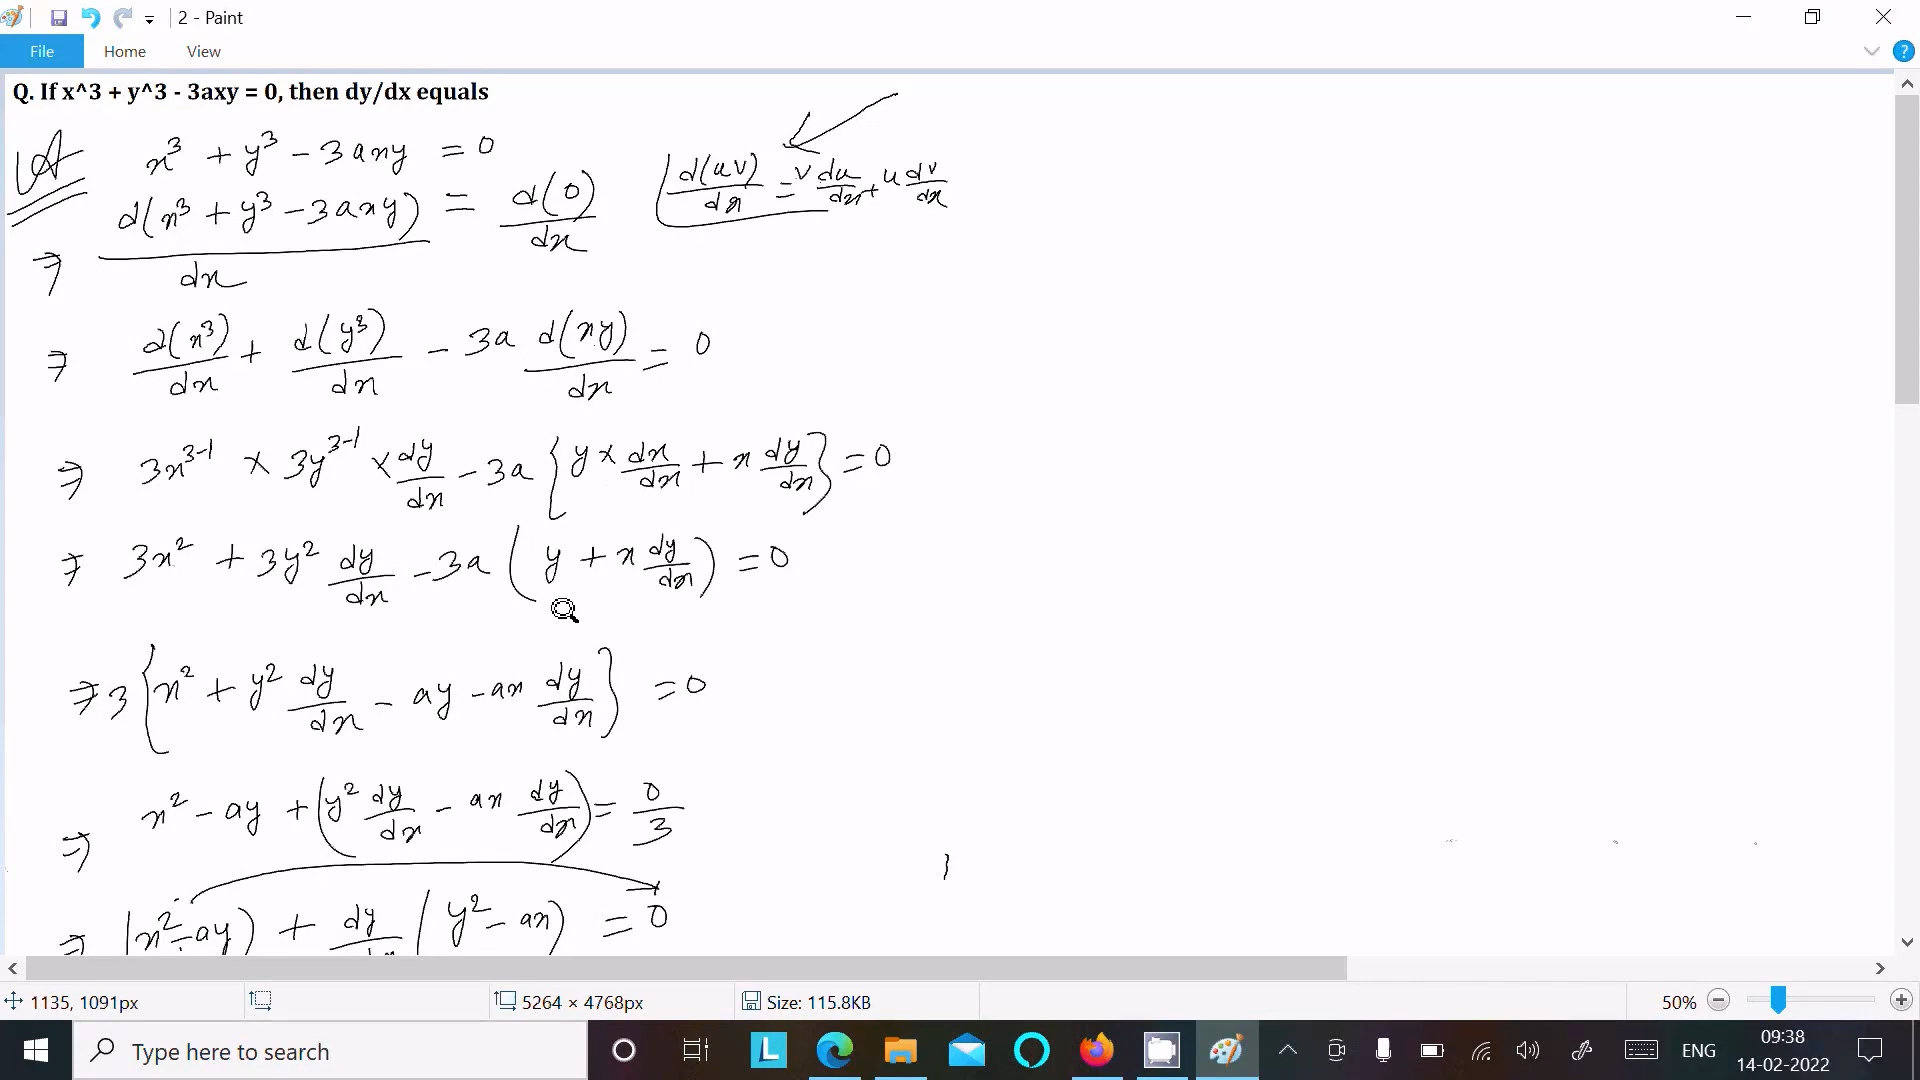 2 - Paint
File Home View
Q. If x^3 + y^3 - 3axy = 0, then dy/dx equals
A x³ + y³ - 3axy = 0
d(x³ + y³ - 3axy)/dx = d(0)/dx
d(uv)/dx = v du/dx + u dv/dx
⇒ d(x³)/dx + d(y³)/dx - 3a d(xy)/dx = 0
⇒ 3x³⁻¹ × 3y³⁻¹ × dy/dx - 3a {y × dx/dx + x dy/dx} = 0
⇒ 3x² + 3y² dy/dx - 3a (y + x dy/dx) = 0
⇒ 3 {x² + y² dy/dx - ay - ax dy/dx} = 0
⇒ x² - ay + (y² dy/dx - ax dy/dx) = 0/3
⇒ (x² - ay) + dy/dx (y² - ax) = 0
1135, 1091px 5264 × 4768px Size: 115.8KB 50%
Type here to search
L
ENG
09:38
14-02-2022